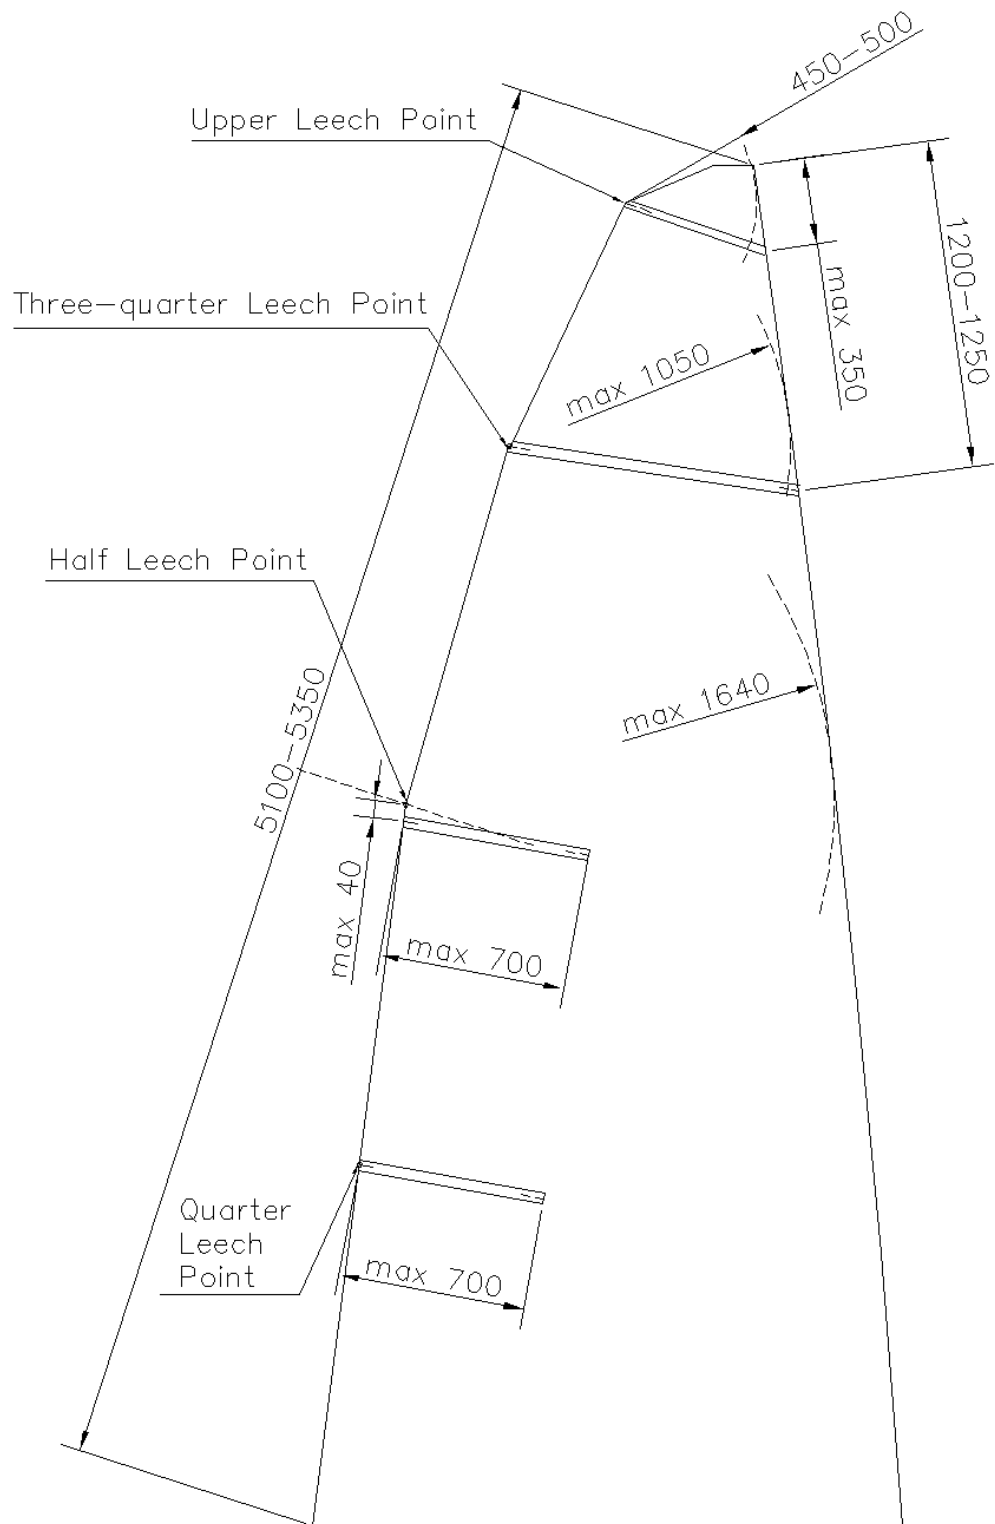 450-500
Upper Leech Point
1200-1250
max 350
Three-quarter Leech Point
max 1050
Half Leech Point
max 1640
5100-5350
max 40
max 700
Quarter
Leech
Point
max 700